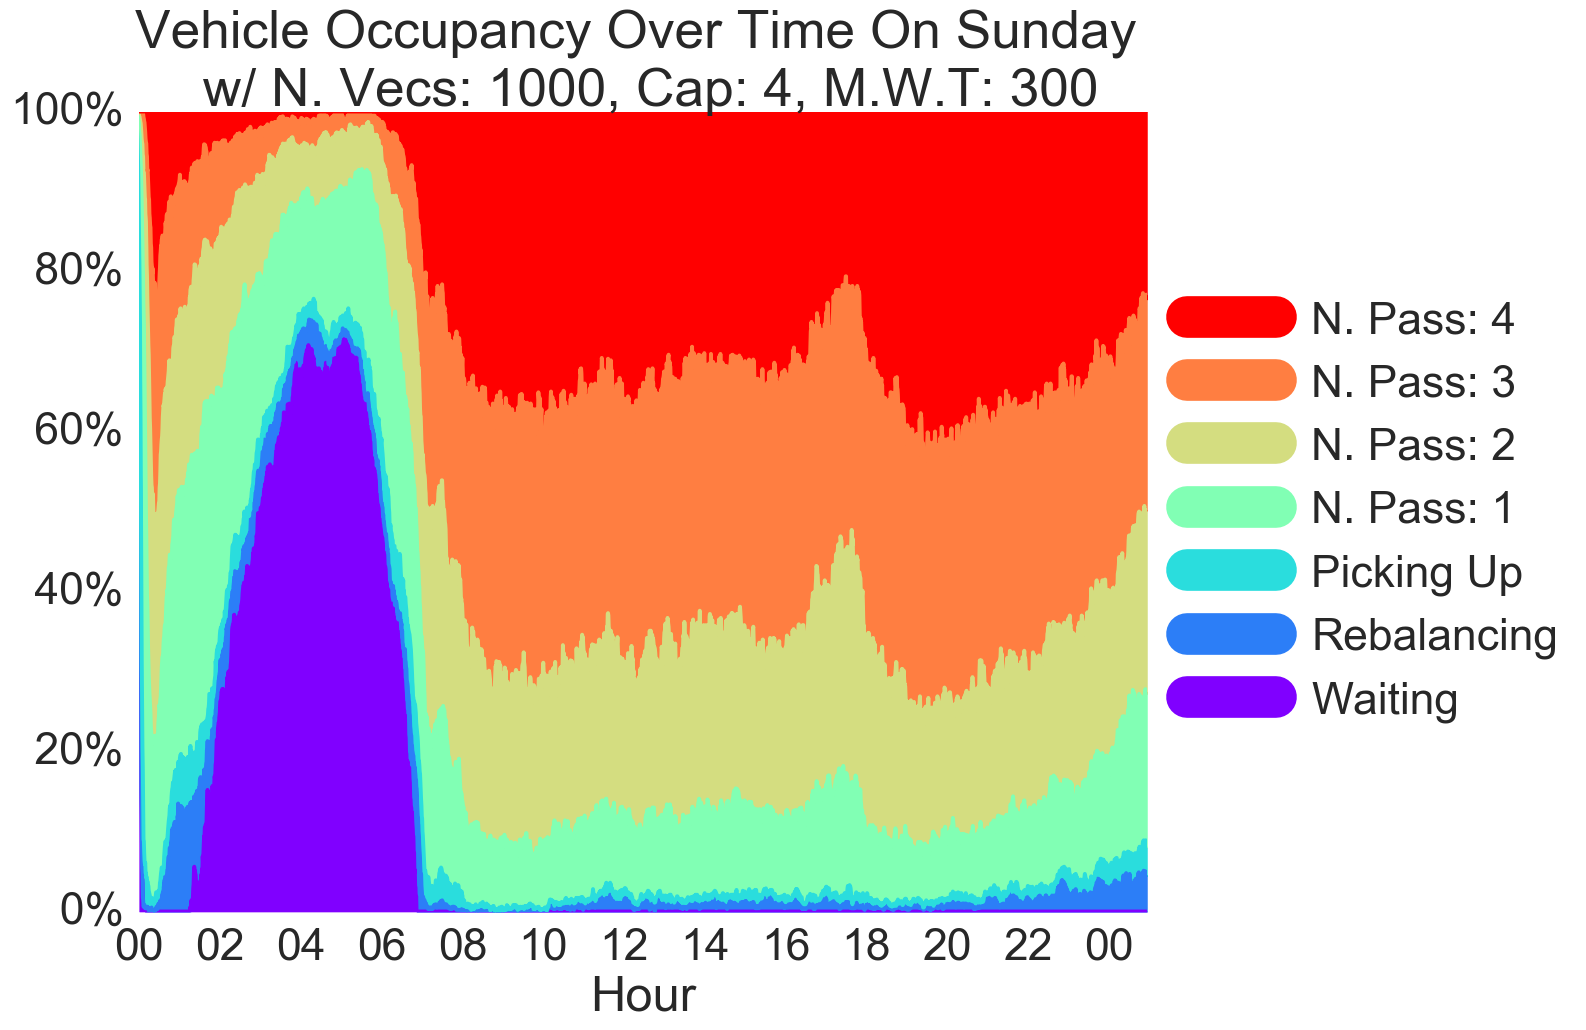 Vehicle Occupancy Over Time On Sunday
w/ N. Vecs: 1000, Cap: 4, M.W.T: 300
100%
80%
60%
40%
20%
0%
00 02 04 06 08 10 12 14 16 18 20 22 00
Hour
N. Pass: 4
N. Pass: 3
N. Pass: 2
N. Pass: 1
Picking Up
Rebalancing
Waiting